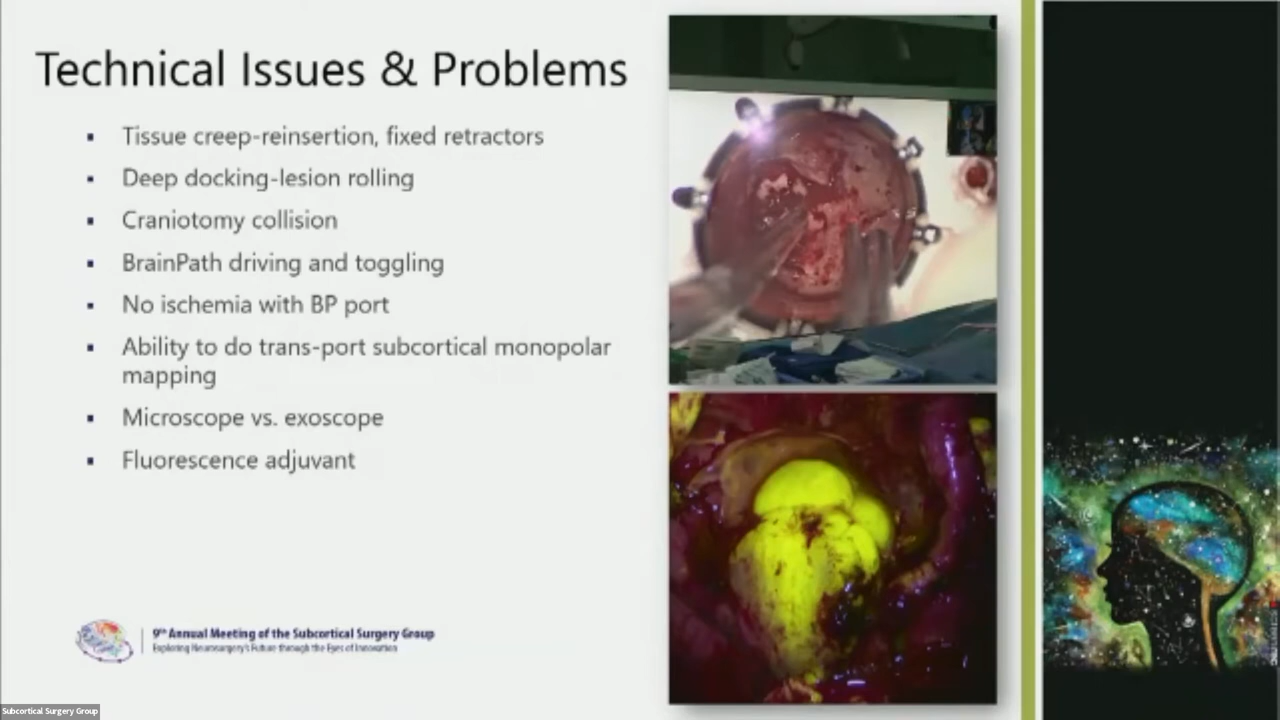 Technical Issues & Problems
Tissue creep-reinsertion, fixed retractors
Deep docking-lesion rolling
Craniotomy collision
BrainPath driving and toggling
No ischemia with BP port
Ability to do trans-port subcortical monopolar
mapping
Microscope vs. exoscope
Fluorescence adjuvant
9th Annual Meeting of the Subcortical Surgery Group
Exploring Neurosurgery's Future through the Eyes of Innovation
Subcortical Surgery Group